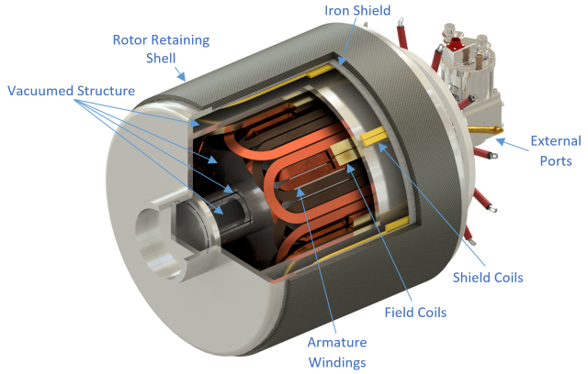 Iron Shield
Rotor Retaining
Shell
Vacuumed Structure
External
Ports
Shield Coils
Field Coils
Armature
Windings